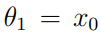 θ₁ = x₀